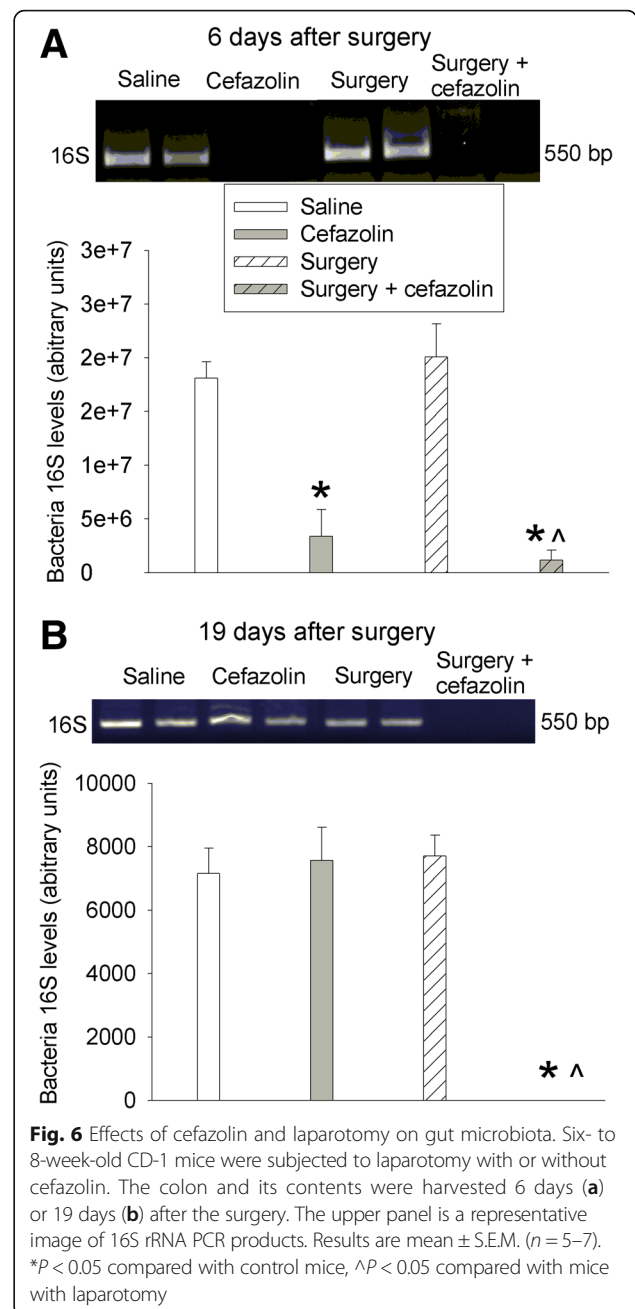 A
6 days after surgery
Saline Cefazolin Surgery Surgery + cefazolin
16S
550 bp
Saline
Cefazolin
Surgery
Surgery + cefazolin
Bacteria 16S levels (abitrary units)
3e+7
3e+7
2e+7
2e+7
1e+7
5e+6
0
*
* ^
B
19 days after surgery
Saline Cefazolin Surgery Surgery + cefazolin
16S
550 bp
Bacteria 16S levels (abitrary units)
10000
8000
6000
4000
2000
0
* ^
Fig. 6 Effects of cefazolin and laparotomy on gut microbiota. Six- to
8-week-old CD-1 mice were subjected to laparotomy with or without
cefazolin. The colon and its contents were harvested 6 days (a)
or 19 days (b) after the surgery. The upper panel is a representative
image of 16S rRNA PCR products. Results are mean ± S.E.M. (n = 5–7).
*P < 0.05 compared with control mice, ^P < 0.05 compared with mice
with laparotomy